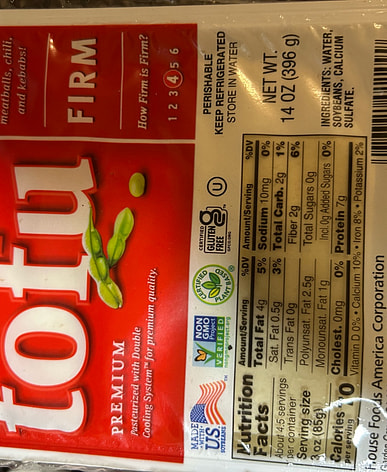 meatballs, chili,
and kebabs!
FIRM
How Firm is Firm?
1 2 3 4 5 6
tofu
PREMIUM
Pasteurized with Double
Cooling System™ for premium quality.
PERISHABLE
KEEP REFRIGERATED
STORE IN WATER
NET WT.
14 OZ (396 g)
INGREDIENTS: WATER,
SOYBEANS, CALCIUM
SULFATE.
MADE
WITH
U.S.
NON
GMO
Project
VERIFIED
nongmoproject.org
CERTIFIED
PLANT BASED
CERTIFIED
GLUTEN
FREE
U
Nutrition
Facts
About 4.5 servings
per container
Serving size
3 oz (85g)
Calories
per serving
Amount/Serving %DV
Total Fat 4g 5%
Sat. Fat 0.5g 3%
Trans Fat 0g
Polyunsat. Fat 2.5g
Monounsat. Fat 1g
Cholest. 0mg 0%
Amount/Serving %DV
Sodium 10mg 0%
Total Carb. 2g 1%
Fiber 2g 6%
Total Sugars 0g
Incl. 0g Added Sugars 0%
Protein 7g
Vitamin D 0% • Calcium 10% • Iron 8% • Potassium 2%
House Foods America Corporation